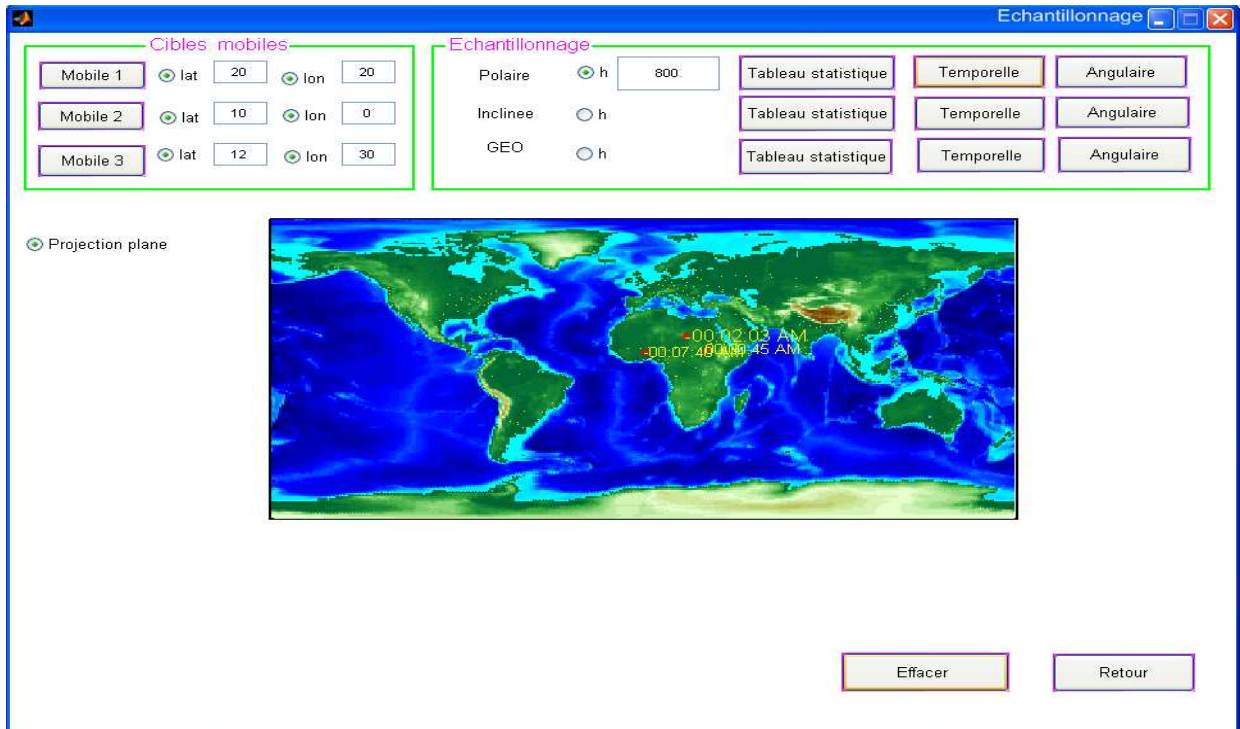 Echantillonnage
Cibles mobiles
Mobile 1 lat 20 lon 20
Mobile 2 lat 10 lon 0
Mobile 3 lat 12 lon 30
Echantillonnage
Polaire h 800 Tableau statistique Temporelle Angulaire
Inclinee h Tableau statistique Temporelle Angulaire
GEO h Tableau statistique Temporelle Angulaire
Projection plane
00:02:03 AM
45 AM
Effacer Retour